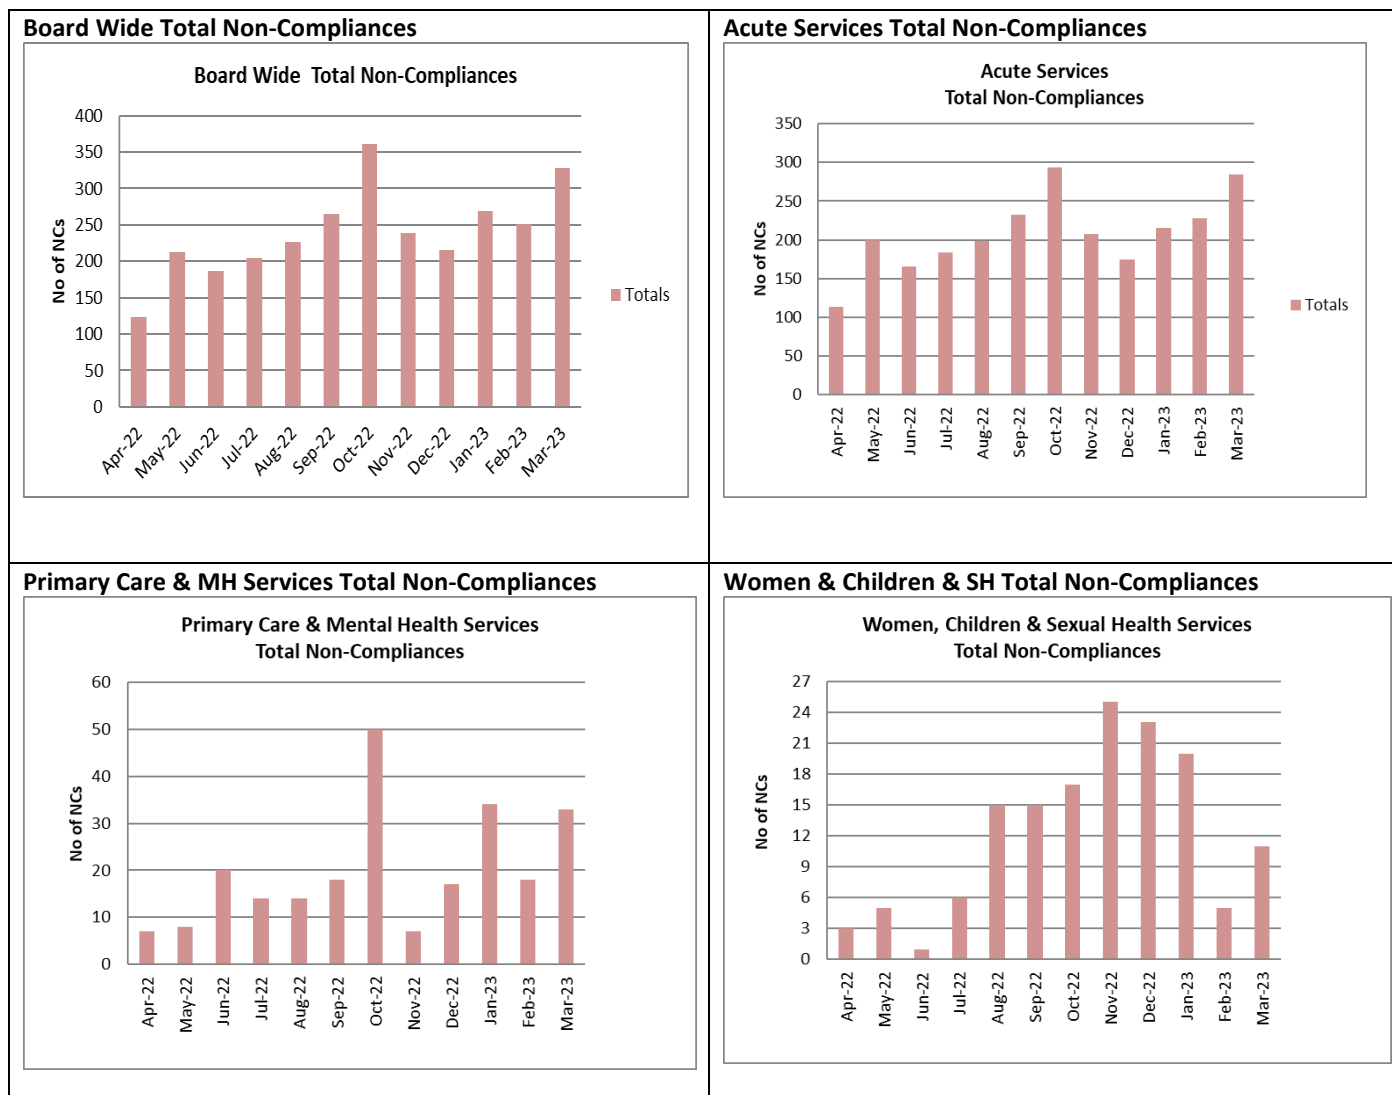 Board Wide Total Non-Compliances
Board Wide  Total Non-Compliances
No of NCs
400
350
300
250
200
150
100
50
0
Apr-22
May-22
Jun-22
Jul-22
Aug-22
Sep-22
Oct-22
Nov-22
Dec-22
Jan-23
Feb-23
Mar-23
Totals
Acute Services Total Non-Compliances
Acute Services
Total Non-Compliances
No of NCs
350
300
250
200
150
100
50
0
Apr-22
May-22
Jun-22
Jul-22
Aug-22
Sep-22
Oct-22
Nov-22
Dec-22
Jan-23
Feb-23
Mar-23
Totals
Primary Care & MH Services Total Non-Compliances
Primary Care & Mental Health Services
Total Non-Compliances
No of NCs
60
50
40
30
20
10
0
Apr-22
May-22
Jun-22
Jul-22
Aug-22
Sep-22
Oct-22
Nov-22
Dec-22
Jan-23
Feb-23
Mar-23
Women & Children & SH Total Non-Compliances
Women, Children & Sexual Health Services
Total Non-Compliances
No of NCs
27
24
21
18
15
12
9
6
3
0
Apr-22
May-22
Jun-22
Jul-22
Aug-22
Sep-22
Oct-22
Nov-22
Dec-22
Jan-23
Feb-23
Mar-23